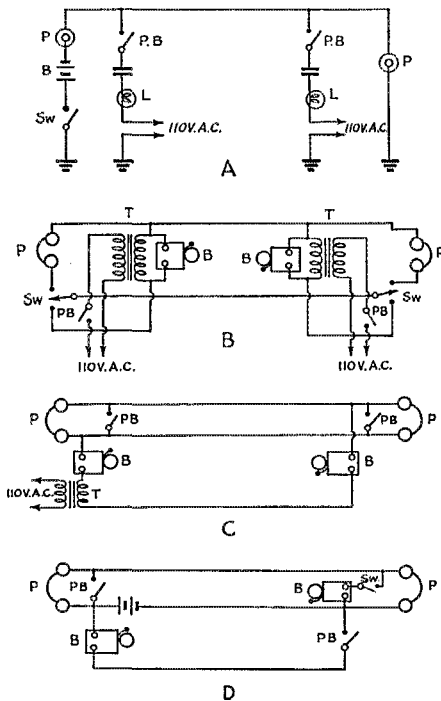 P P.B P.B P
B
L L
Sw 110V.A.C. 110V.A.C.
A
T T
P B B P
Sw PB PB Sw
B
110V.A.C. 110V.A.C.
P PB PB P
B B
110V.A.C. T
C
P PB B Sw. P
B PB
D